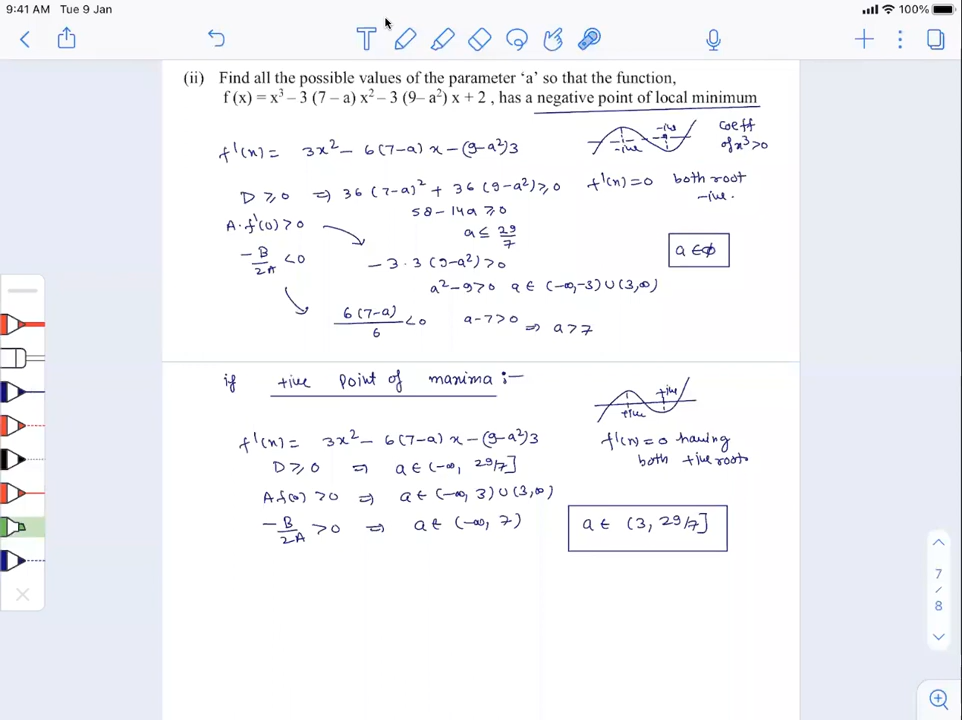 9:41 AM Tue 9 Jan 100%
(ii) Find all the possible values of the parameter ‘a’ so that the function,
f (x) = x³ – 3 (7 – a) x² – 3 (9– a²) x + 2 , has a negative point of local minimum
f'(x) = 3x² – 6(7-a) x – (9-a²)3
-ive -ive
coeff of x³>0
D ≥ 0 ⇒ 36 (7-a)² + 36 (9-a²) ≥ 0
f'(x) = 0 both root -ive.
58 - 14a ≥ 0
A. f'(0) > 0
a ≤ 29/7
a ∈ ϕ
-B/2A < 0
- 3·3 (9-a²) > 0
a² - 9 > 0 a ∈ (-∞, -3) ∪ (3, ∞)
6(7-a)/6 < 0 a-7 > 0 ⇒ a > 7
if +ive point of maxima :-
+ive +ive
f'(x) = 3x² – 6(7-a) x – (9-a²)3
f'(x) = 0 having both +ive roots
D ≥ 0 ⇒ a ∈ (-∞, 29/7]
Af(0) > 0 ⇒ a ∈ (-∞, 3) ∪ (3, ∞)
-B/2A > 0 ⇒ a ∈ (-∞, 7)
a ∈ (3, 29/7]
7
/
8